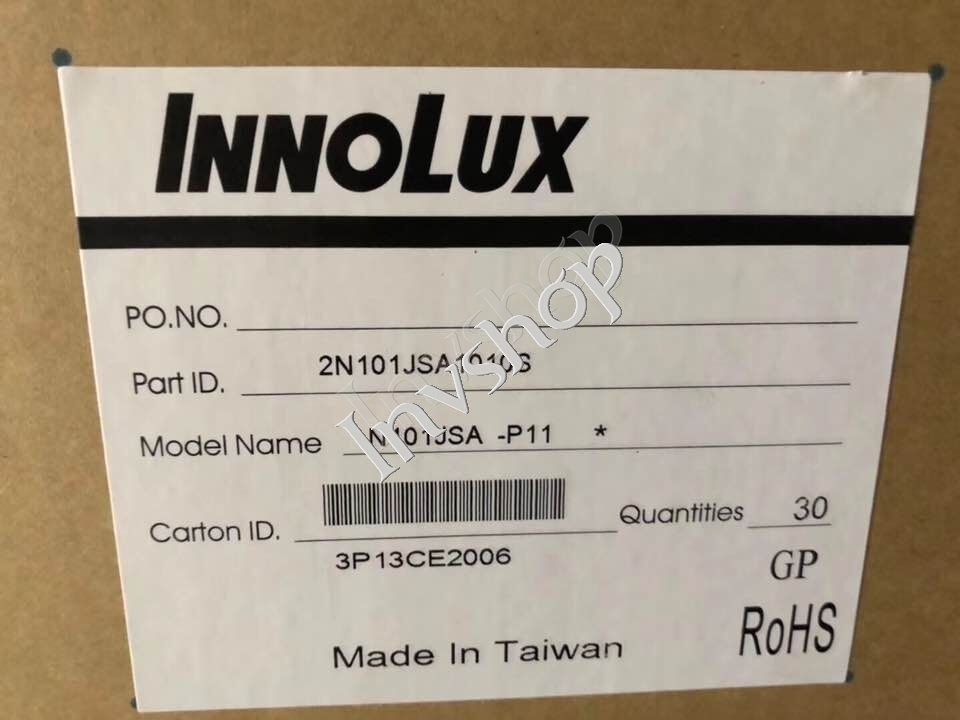 INNOLUX
PO.NO.
Part ID. 2N101JSA1010S
Model Name N101JSA -P11 *
Carton ID.
Quantities 30
3P13CE2006
GP
RoHS
Made In Taiwan
Invshop